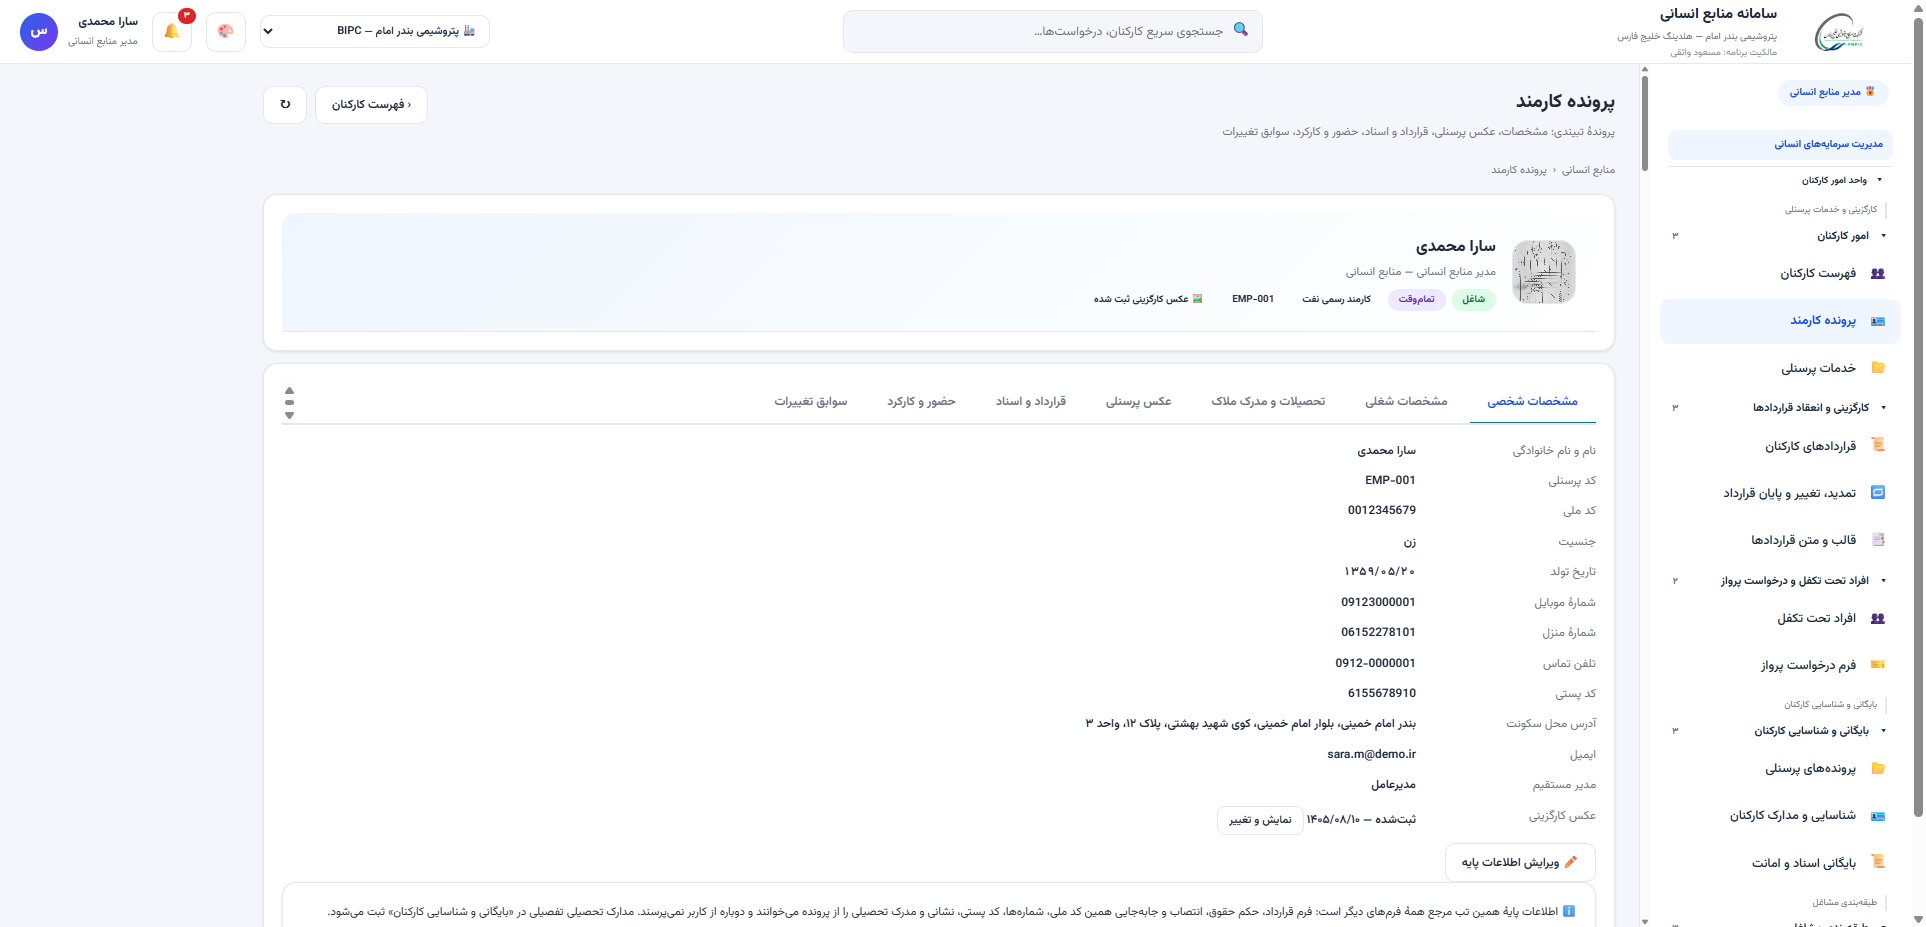 سامانه منابع انسانی
پتروشیمی بندر امام — هلدینگ خلیج فارس
مالکیت برنامه: مسعود واثقی
جستجوی سریع کارکنان، درخواست‌ها...
پتروشیمی بندر امام — BIPC
۳
سارا محمدی
مدیر منابع انسانی
س
مدیر منابع انسانی
مدیریت سرمایه‌های انسانی
واحد امور کارکنان
کارگزینی و خدمات پرسنلی
امور کارکنان ۳
فهرست کارکنان
پرونده کارمند
خدمات پرسنلی
کارگزینی و انعقاد قراردادها ۳
قراردادهای کارکنان
تمدید، تغییر و پایان قرارداد
قالب و متن قراردادها
افراد تحت تکفل و درخواست پرواز ۲
افراد تحت تکفل
فرم درخواست پرواز
بایگانی و شناسایی کارکنان
بایگانی و شناسایی کارکنان ۳
پرونده‌های پرسنلی
شناسایی و مدارک کارکنان
بایگانی اسناد و امانت
طبقه‌بندی مشاغل
پرونده کارمند
پروندهٔ تبیندی: مشخصات، عکس پرسنلی، قرارداد و اسناد، حضور و کارکرد، سوابق تغییرات
‹ فهرست کارکنان
↻
منابع انسانی ‹ پرونده کارمند
سارا محمدی
مدیر منابع انسانی — منابع انسانی
شاغل تمام‌وقت کارمند رسمی نفت EMP-001 عکس کارگزینی ثبت شده
مشخصات شخصی مشخصات شغلی تحصیلات و مدرک ملاک عکس پرسنلی قرارداد و اسناد حضور و کارکرد سوابق تغییرات
نام و نام خانوادگی سارا محمدی
کد پرسنلی EMP-001
کد ملی 0012345679
جنسیت زن
تاریخ تولد ۱۳۵۹/۰۵/۲۰
شمارهٔ موبایل 09123000001
شمارهٔ منزل 06152278101
تلفن تماس 0912-0000001
کد پستی 6155678910
آدرس محل سکونت بندر امام خمینی، بلوار امام خمینی، کوی شهید بهشتی، پلاک ۱۲، واحد ۳
ایمیل sara.m@demo.ir
مدیر مستقیم مدیرعامل
عکس کارگزینی ثبت‌شده — ۱۴۰۵/۰۸/۱۰ نمایش و تغییر
ویرایش اطلاعات پایه
اطلاعات پایهٔ همین تب مرجع همهٔ فرم‌های دیگر است: فرم قرارداد، حکم حقوق، انتصاب و جابه‌جایی همین کد ملی، شماره‌ها، کد پستی، نشانی و مدرک تحصیلی را از پرونده می‌خوانند و دوباره از کاربر نمی‌پرسند. مدارک تحصیلی تفصیلی در «بایگانی و شناسایی کارکنان» ثبت می‌شود.